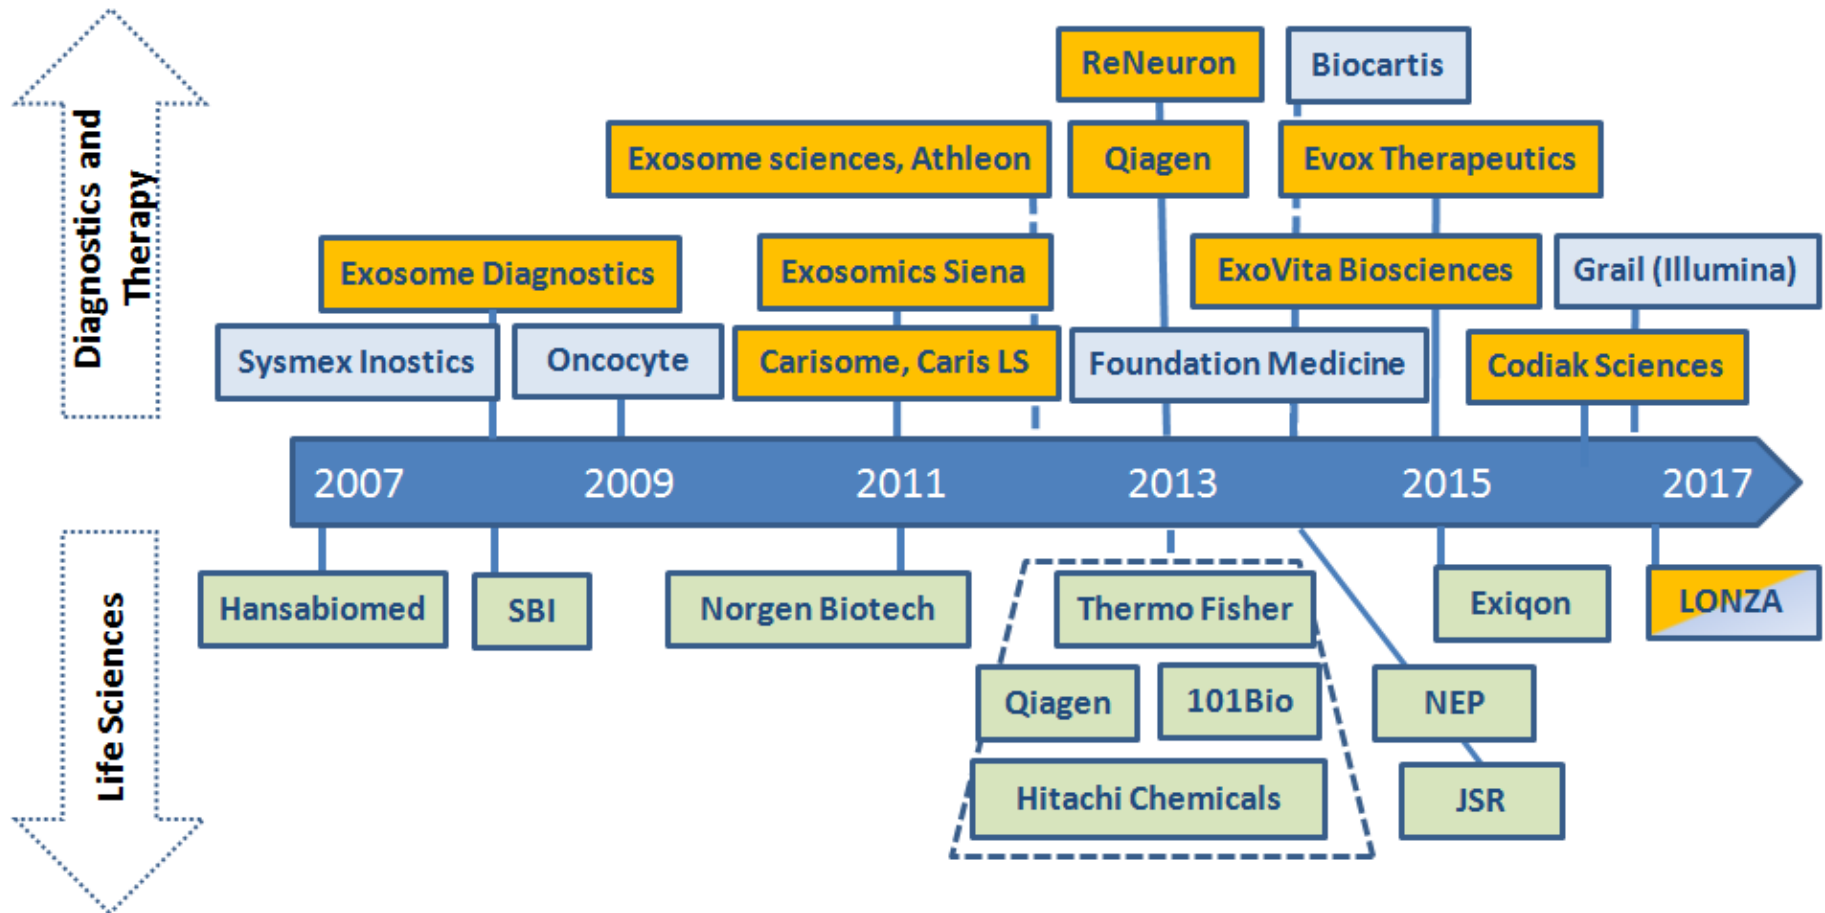 Diagnostics and
Therapy
ReNeuron
Biocartis
Exosome sciences, Athleon
Qiagen
Evox Therapeutics
Exosome Diagnostics
Exosomics Siena
ExoVita Biosciences
Grail (Illumina)
Sysmex Inostics
Oncocyte
Carisome, Caris LS
Foundation Medicine
Codiak Sciences
2007
2009
2011
2013
2015
2017
Life Sciences
Hansabiomed
SBI
Norgen Biotech
Thermo Fisher
Exiqon
LONZA
Qiagen
101Bio
NEP
Hitachi Chemicals
JSR